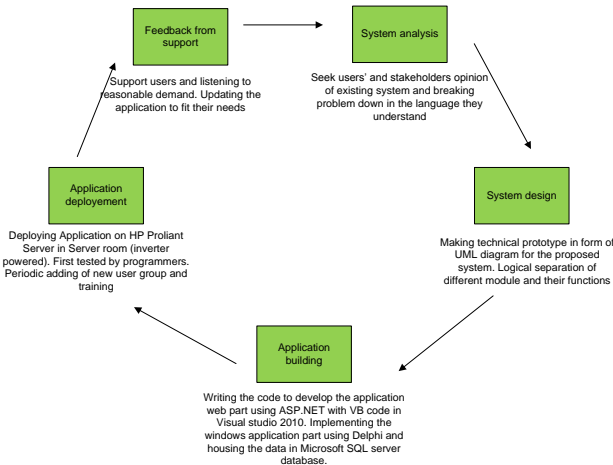 Feedback from
support
Support users and listening to
reasonable demand. Updating the
application to fit their needs
System analysis
Seek users' and stakeholders opinion
of existing system and breaking
problem down in the language they
understand
System design
Making technical prototype in form of
UML diagram for the proposed
system. Logical separation of
different module and their functions
Application
building
Writing the code to develop the application
web part using ASP.NET with VB code in
Visual studio 2010. Implementing the
windows application part using Delphi and
housing the data in Microsoft SQL server
database.
Application
deployement
Deploying Application on HP Proliant
Server in Server room (inverter
powered). First tested by programmers.
Periodic adding of new user group and
training